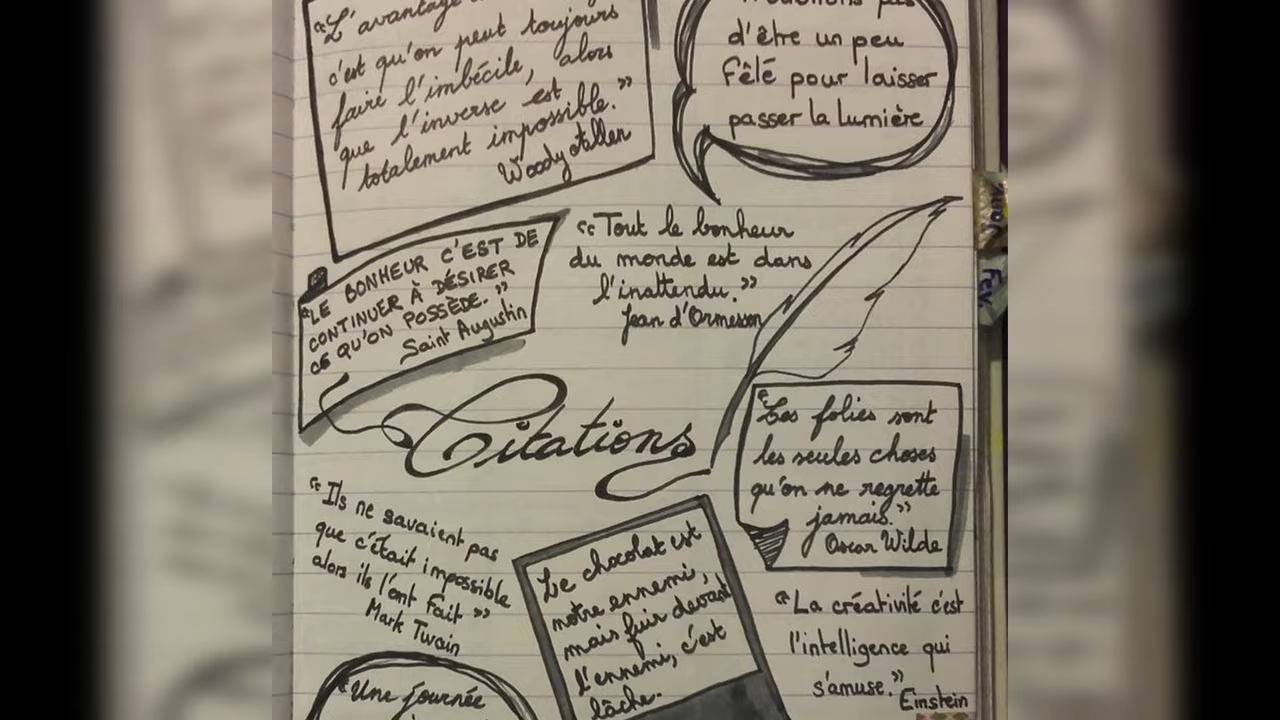 "L'avantage
c'est qu'on peut toujours
faire l'imbécile, alors
que l'inverse est
totalement impossible."
Woody Allen
pas
d'être un peu
fêlé pour laisser
passer la lumière
"LE BONHEUR C'EST DE
CONTINUER À DÉSIRER
CE QU'ON POSSÈDE."
Saint Augustin
"Tout le bonheur
du monde est dans
l'inattendu."
Jean d'Ormesson
Citations
"Les folies sont
les seules choses
qu'on ne regrette
jamais."
Oscar Wilde
"Ils ne savaient pas
que c'était impossible
alors ils l'ont fait"
Mark Twain
Le chocolat est
notre ennemi,
mais fuir devant
l'ennemi, c'est
lâche.
"La créativité c'est
l'intelligence qui
s'amuse."
Einstein
"Une journée
Fev.